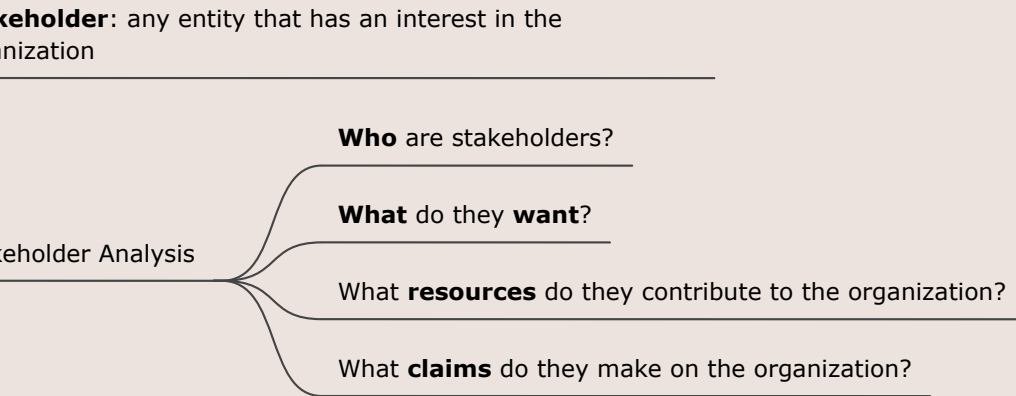 keholder: any entity that has an interest in the
nization
Who are stakeholders?
What do they want?
keholder Analysis
What resources do they contribute to the organization?
What claims do they make on the organization?